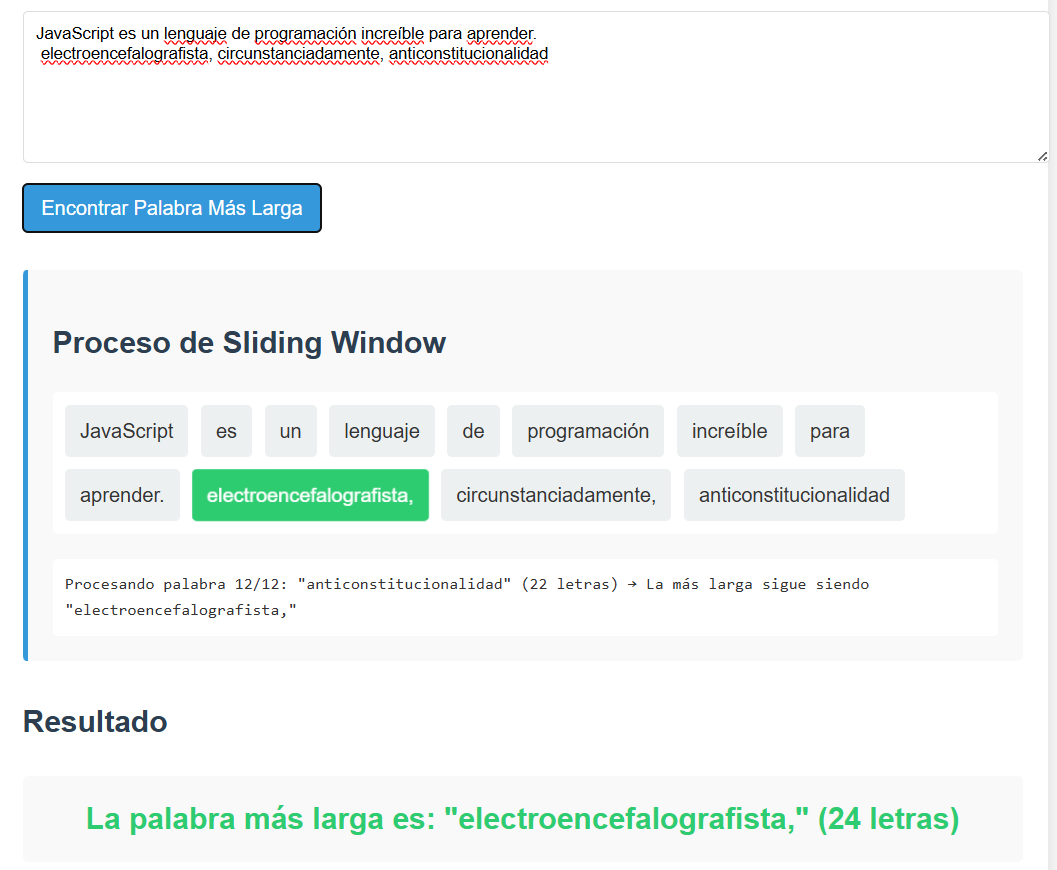 JavaScript es un lenguaje de programación increíble para aprender.
electroencefalografista, circunstanciadamente, anticonstitucionalidad
Encontrar Palabra Más Larga
Proceso de Sliding Window
JavaScript es un lenguaje de programación increíble para
aprender. electroencefalografista, circunstanciadamente, anticonstitucionalidad
Procesando palabra 12/12: "anticonstitucionalidad" (22 letras) → La más larga sigue siendo
"electroencefalografista,"
Resultado
La palabra más larga es: "electroencefalografista," (24 letras)